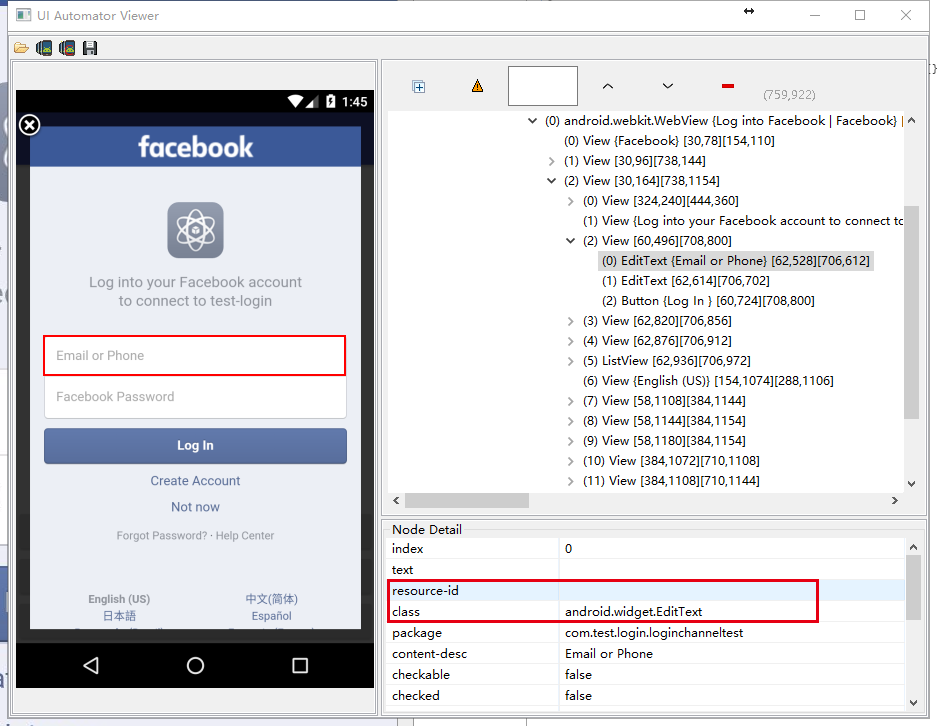 UI Automator Viewer
(759,922)
1:45
facebook
Log into your Facebook account
to connect to test-login
Email or Phone
Facebook Password
Log In
Create Account
Not now
Forgot Password? · Help Center
English (US)
中文(简体)
日本語
Español
(0) android.webkit.WebView {Log into Facebook | Facebook}
(0) View {Facebook} [30,78][154,110]
(1) View [30,96][738,144]
(2) View [30,164][738,1154]
(0) View [324,240][444,360]
(1) View {Log into your Facebook account to connect to
(2) View [60,496][708,800]
(0) EditText {Email or Phone} [62,528][706,612]
(1) EditText [62,614][706,702]
(2) Button {Log In } [60,724][708,800]
(3) View [62,820][706,856]
(4) View [62,876][706,912]
(5) ListView [62,936][706,972]
(6) View {English (US)} [154,1074][288,1106]
(7) View [58,1108][384,1144]
(8) View [58,1144][384,1154]
(9) View [58,1180][384,1154]
(10) View [384,1072][710,1108]
(11) View [384,1108][710,1144]
Node Detail
index 0
text
resource-id
class android.widget.EditText
package com.test.login.loginchanneltest
content-desc Email or Phone
checkable false
checked false